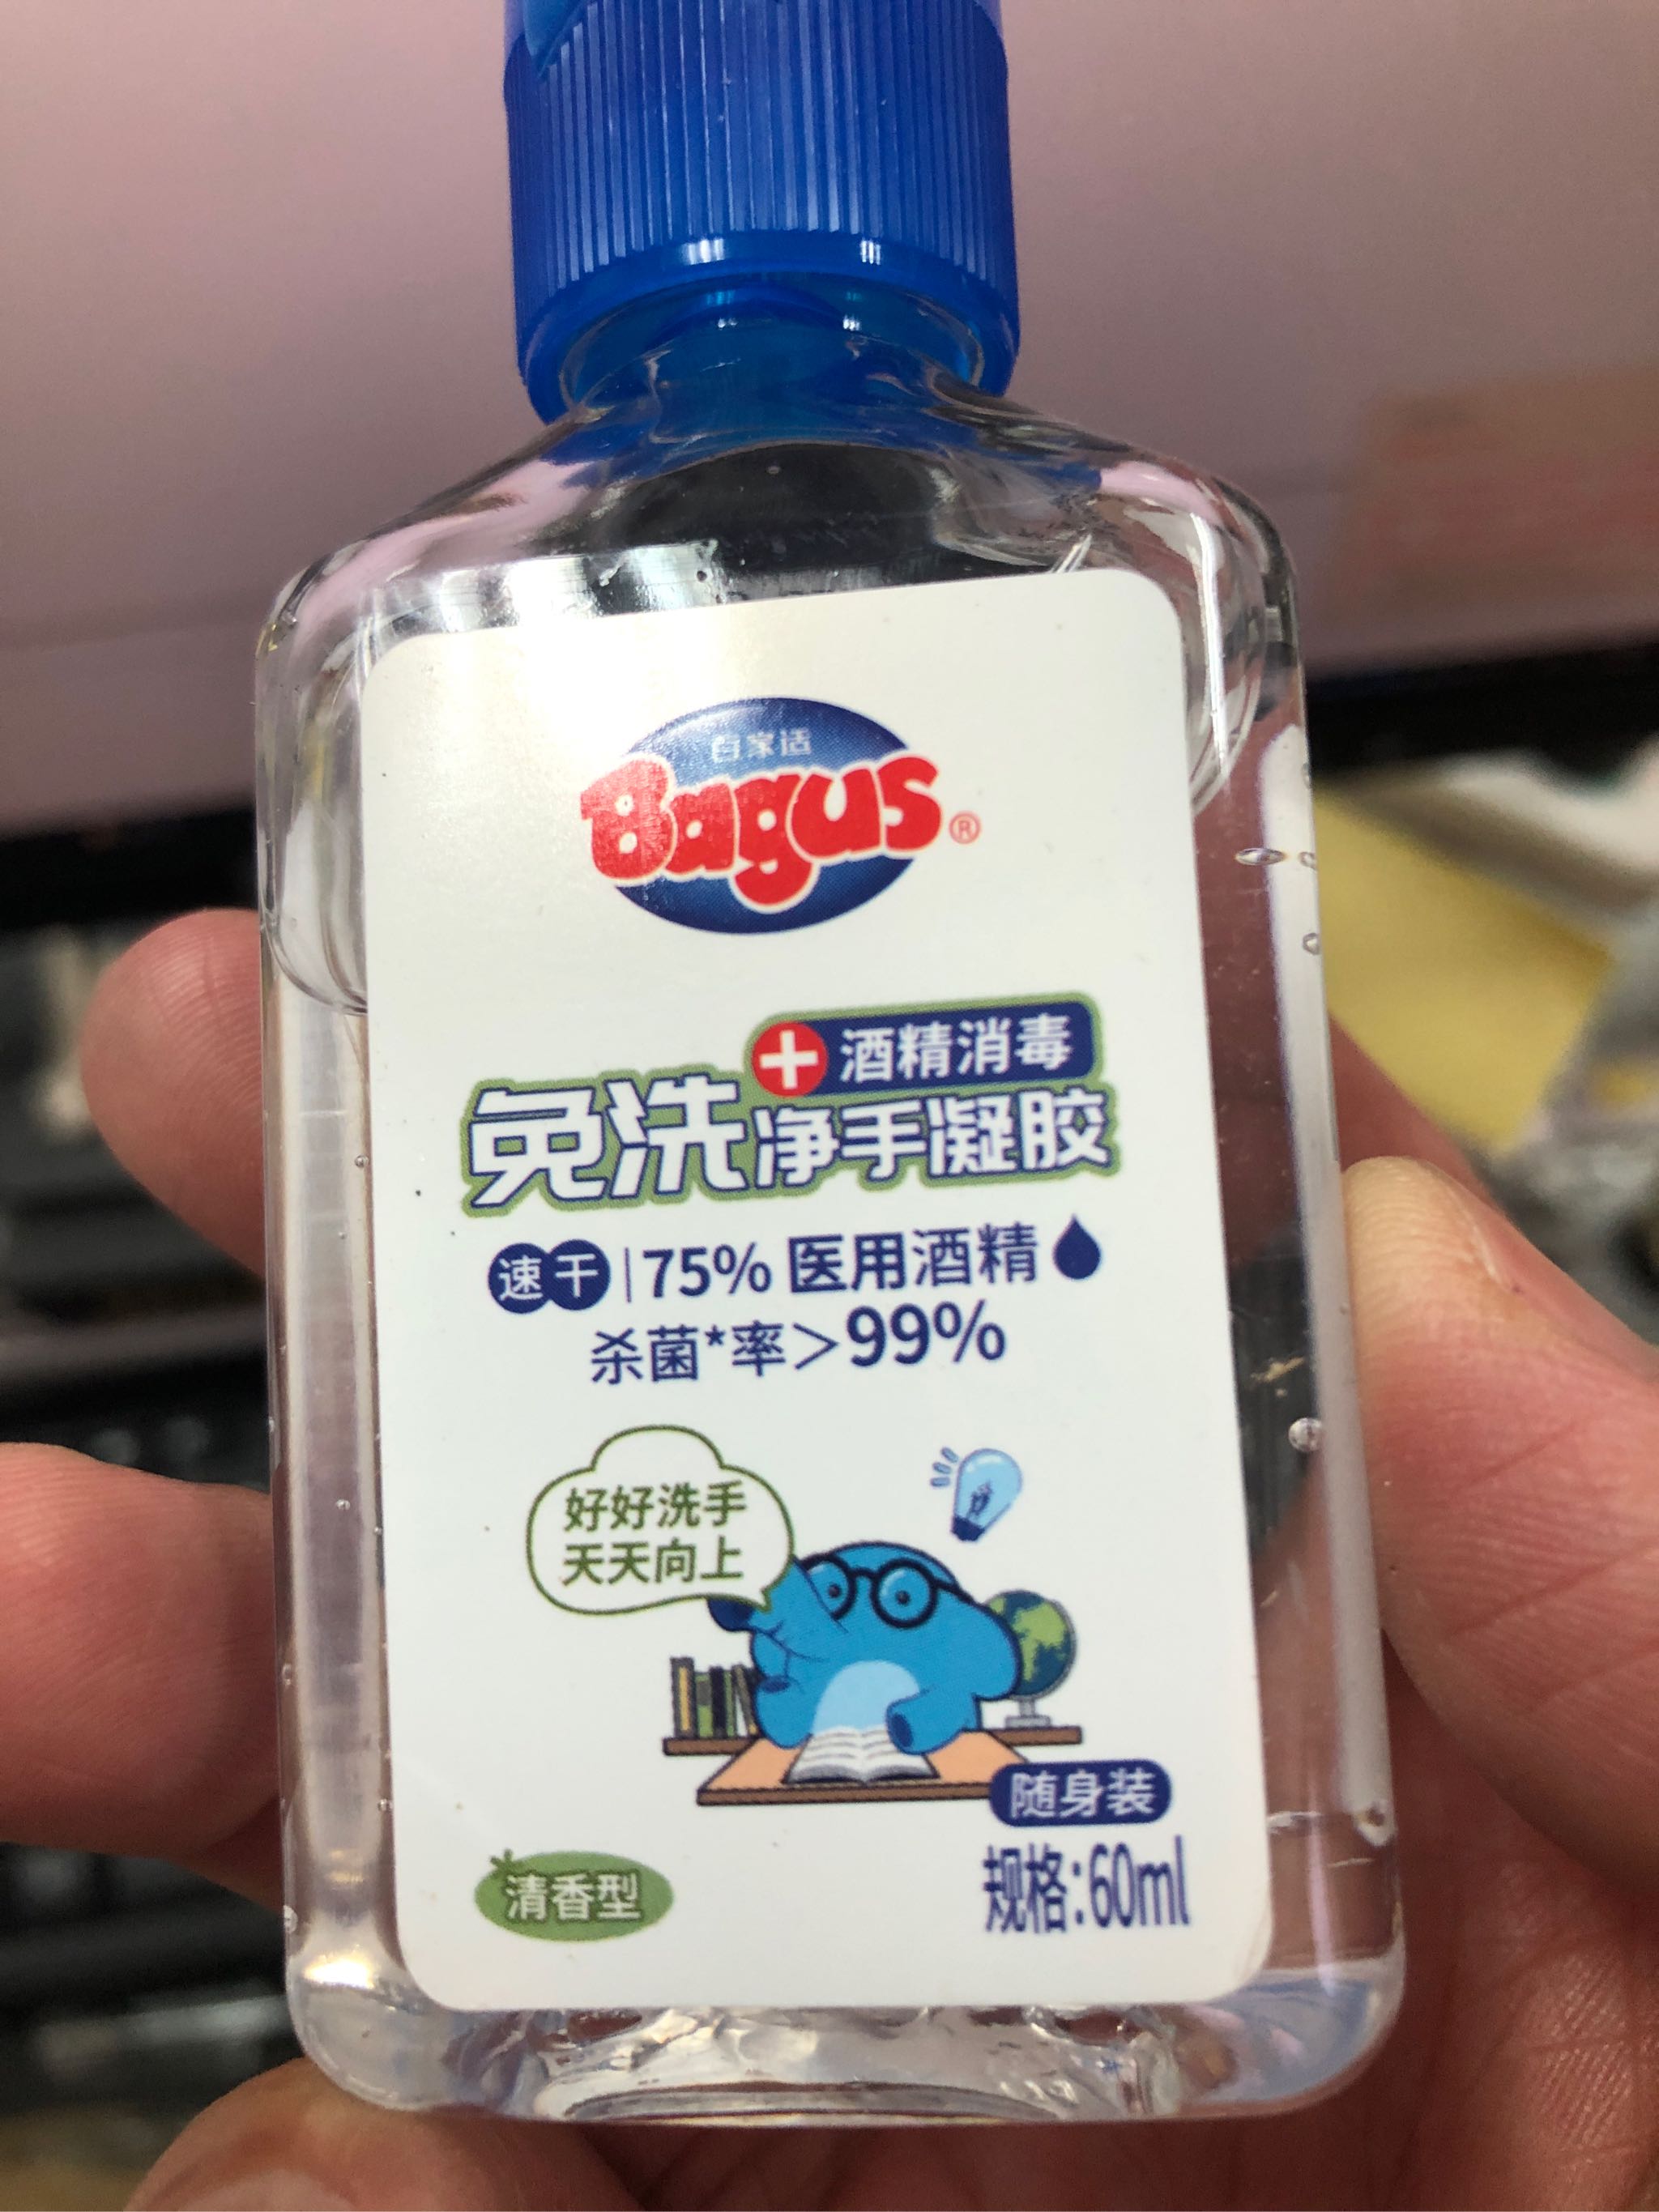 百家适
Bagus®
酒精消毒
免洗净手凝胶
速干|75%医用酒精
杀菌*率>99%
好好洗手
天天向上
随身装
清香型
规格:60ml